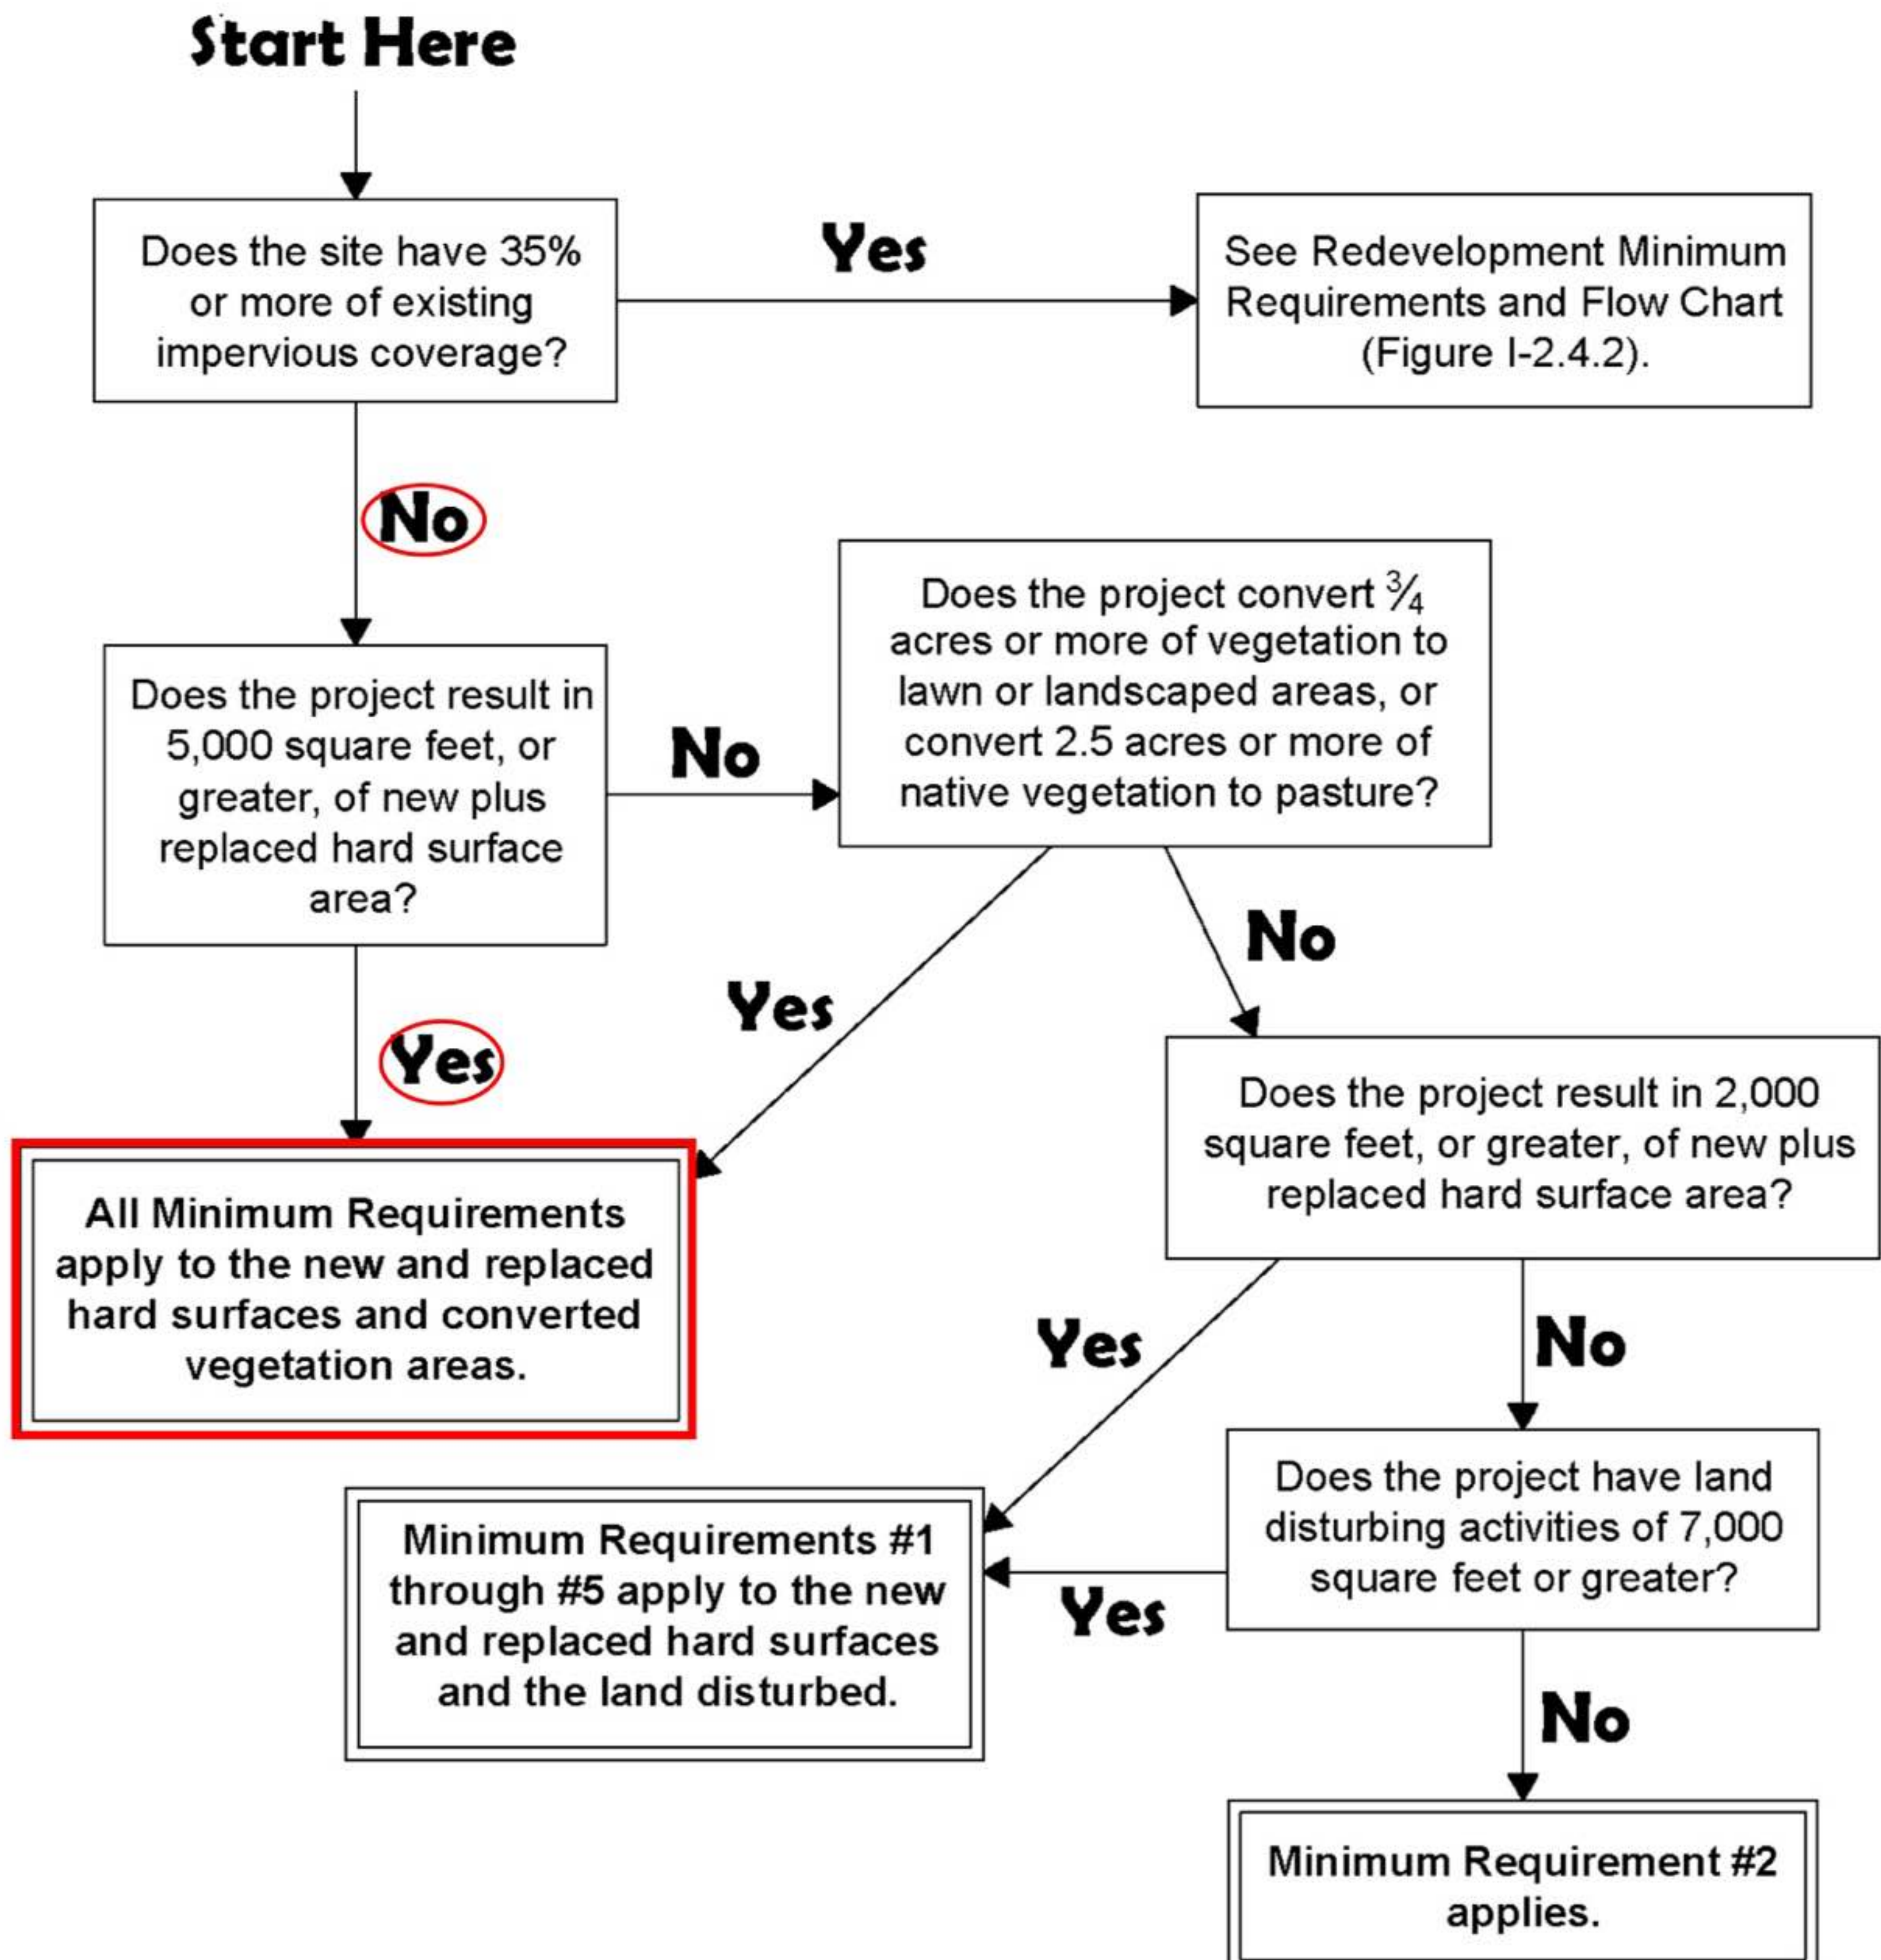 Start Here
Does the site have 35%
or more of existing
impervious coverage?
Yes
See Redevelopment Minimum
Requirements and Flow Chart
(Figure I-2.4.2).
No
Does the project result in
5,000 square feet, or
greater, of new plus
replaced hard surface
area?
No
Does the project convert ¾
acres or more of vegetation to
lawn or landscaped areas, or
convert 2.5 acres or more of
native vegetation to pasture?
Yes
Yes
No
All Minimum Requirements
apply to the new and replaced
hard surfaces and converted
vegetation areas.
Does the project result in 2,000
square feet, or greater, of new plus
replaced hard surface area?
Yes
No
Minimum Requirements #1
through #5 apply to the new
and replaced hard surfaces
and the land disturbed.
Yes
Does the project have land
disturbing activities of 7,000
square feet or greater?
No
Minimum Requirement #2
applies.